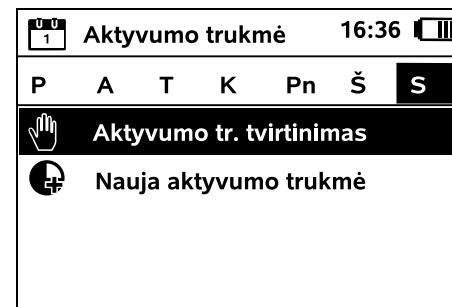 1 Aktyvumo trukmė 16:36
P A T K Pn Š S
Aktyvumo tr. tvirtinimas
Nauja aktyvumo trukmė